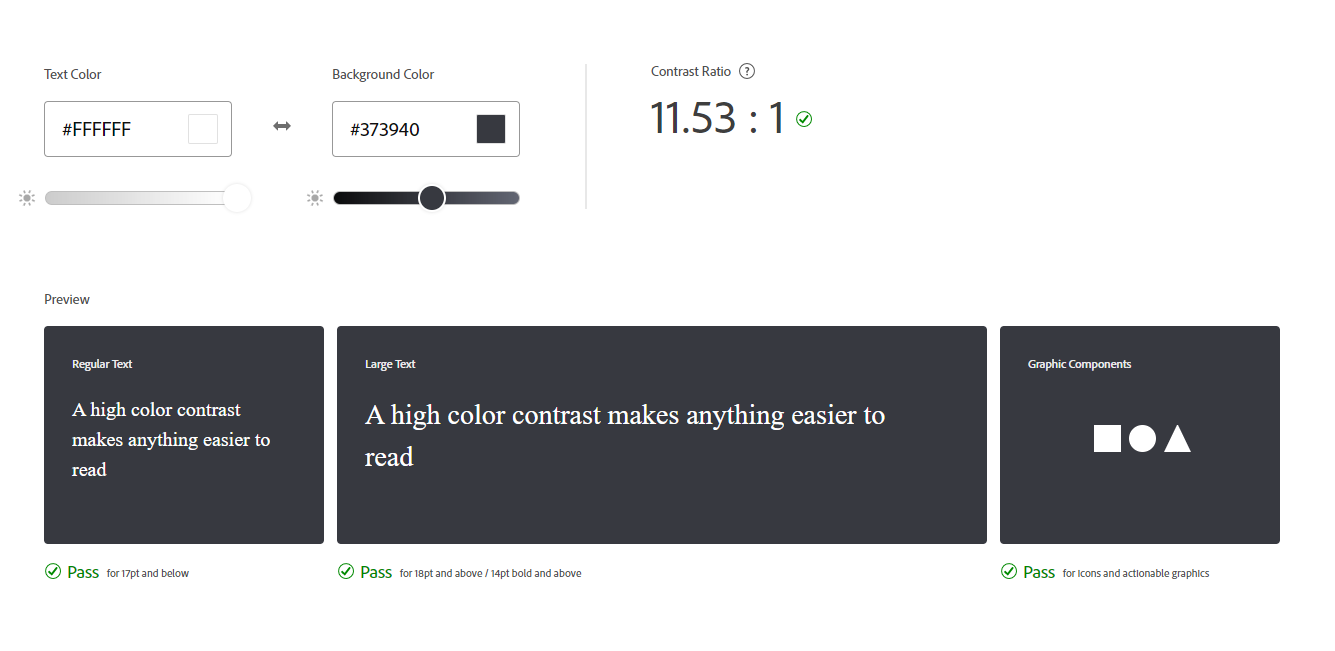 Text Color
Background Color
Contrast Ratio ?
#FFFFFF
#373940
11.53 : 1
Preview
Regular Text
A high color contrast
makes anything easier to
read
Large Text
A high color contrast makes anything easier to
read
Graphic Components
Pass for 17pt and below
Pass for 18pt and above / 14pt bold and above
Pass for icons and actionable graphics